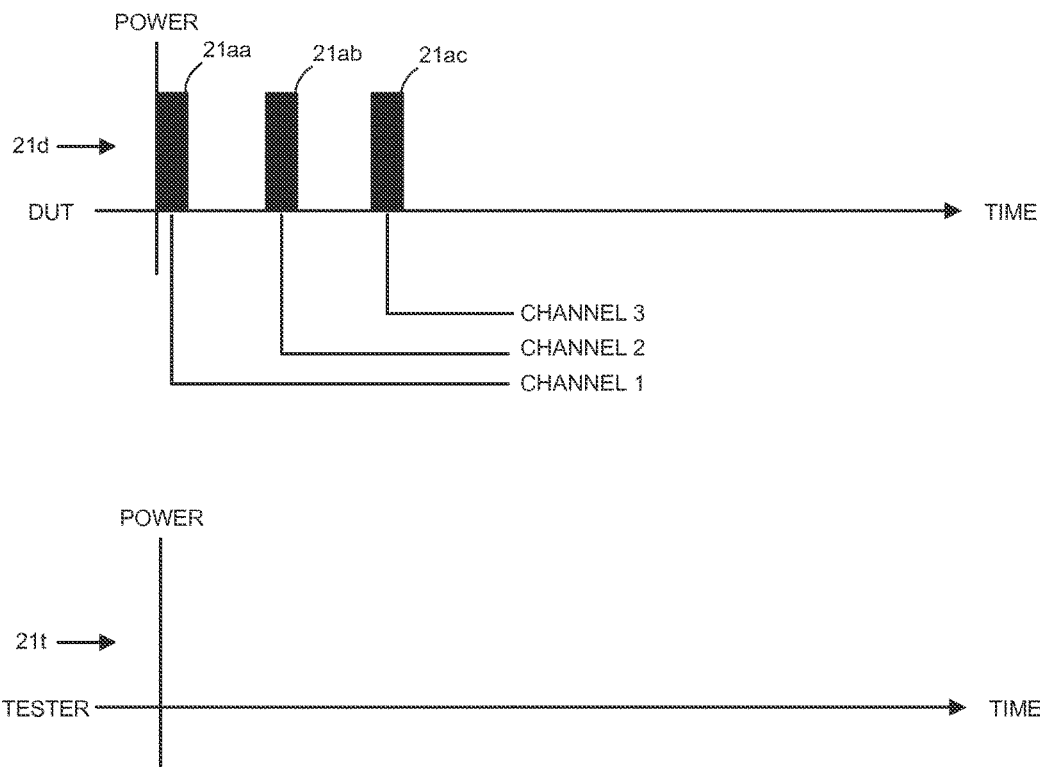 POWER
21aa
21ab
21ac
21d
DUT
TIME
CHANNEL 3
CHANNEL 2
CHANNEL 1
POWER
21t
TESTER
TIME